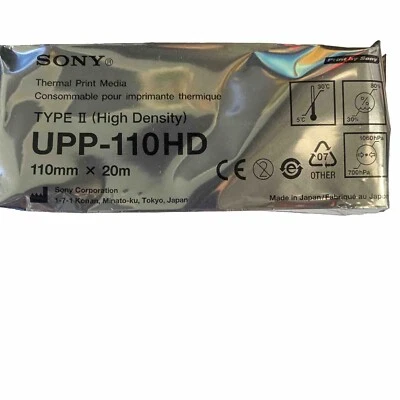 SONY®
Print by Sony
Thermal Print Media
Consommable pour imprimante thermique
TYPE II (High Density)
UPP-110HD
110mm × 20m
Sony Corporation
1-7-1 Konan, Minato-ku, Tokyo, Japan
30°C
5°C
80%
30%
1060hPa
700hPa
CE
07
OTHER
Made in Japan/Fabriqué au Japon